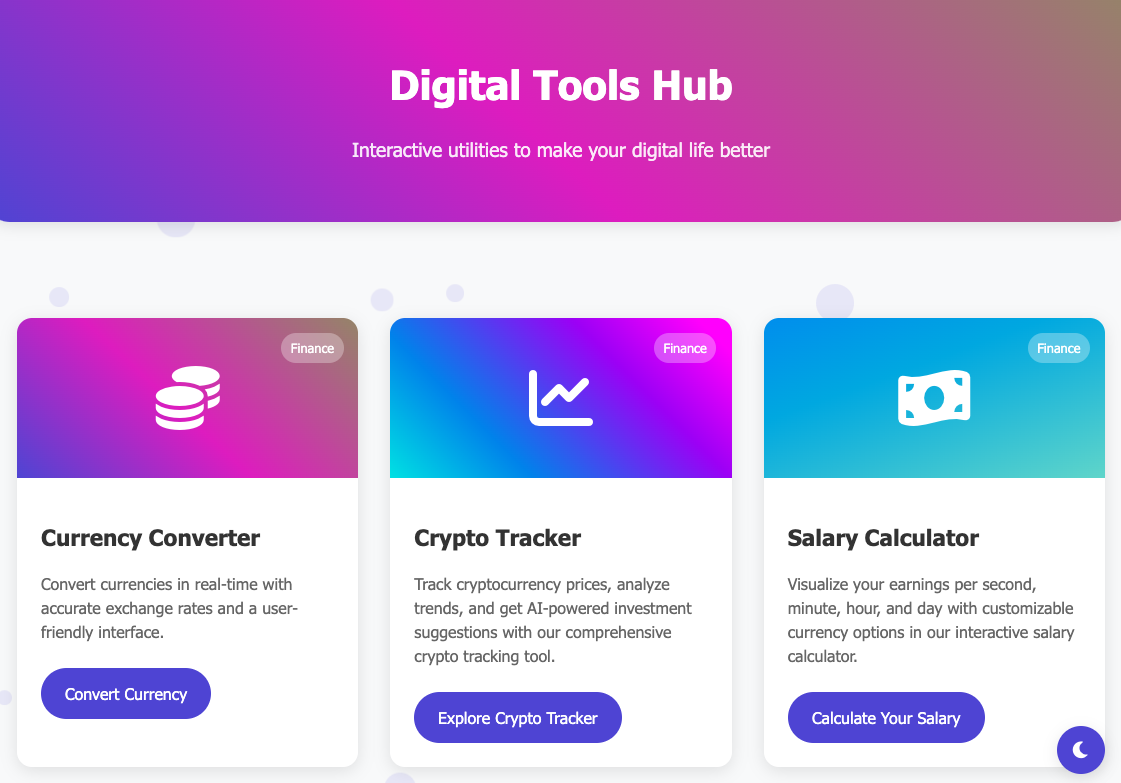 Digital Tools Hub
Interactive utilities to make your digital life better
Finance
Currency Converter
Convert currencies in real-time with
accurate exchange rates and a user-
friendly interface.
Convert Currency
Finance
Crypto Tracker
Track cryptocurrency prices, analyze
trends, and get AI-powered investment
suggestions with our comprehensive
crypto tracking tool.
Explore Crypto Tracker
Finance
Salary Calculator
Visualize your earnings per second,
minute, hour, and day with customizable
currency options in our interactive salary
calculator.
Calculate Your Salary